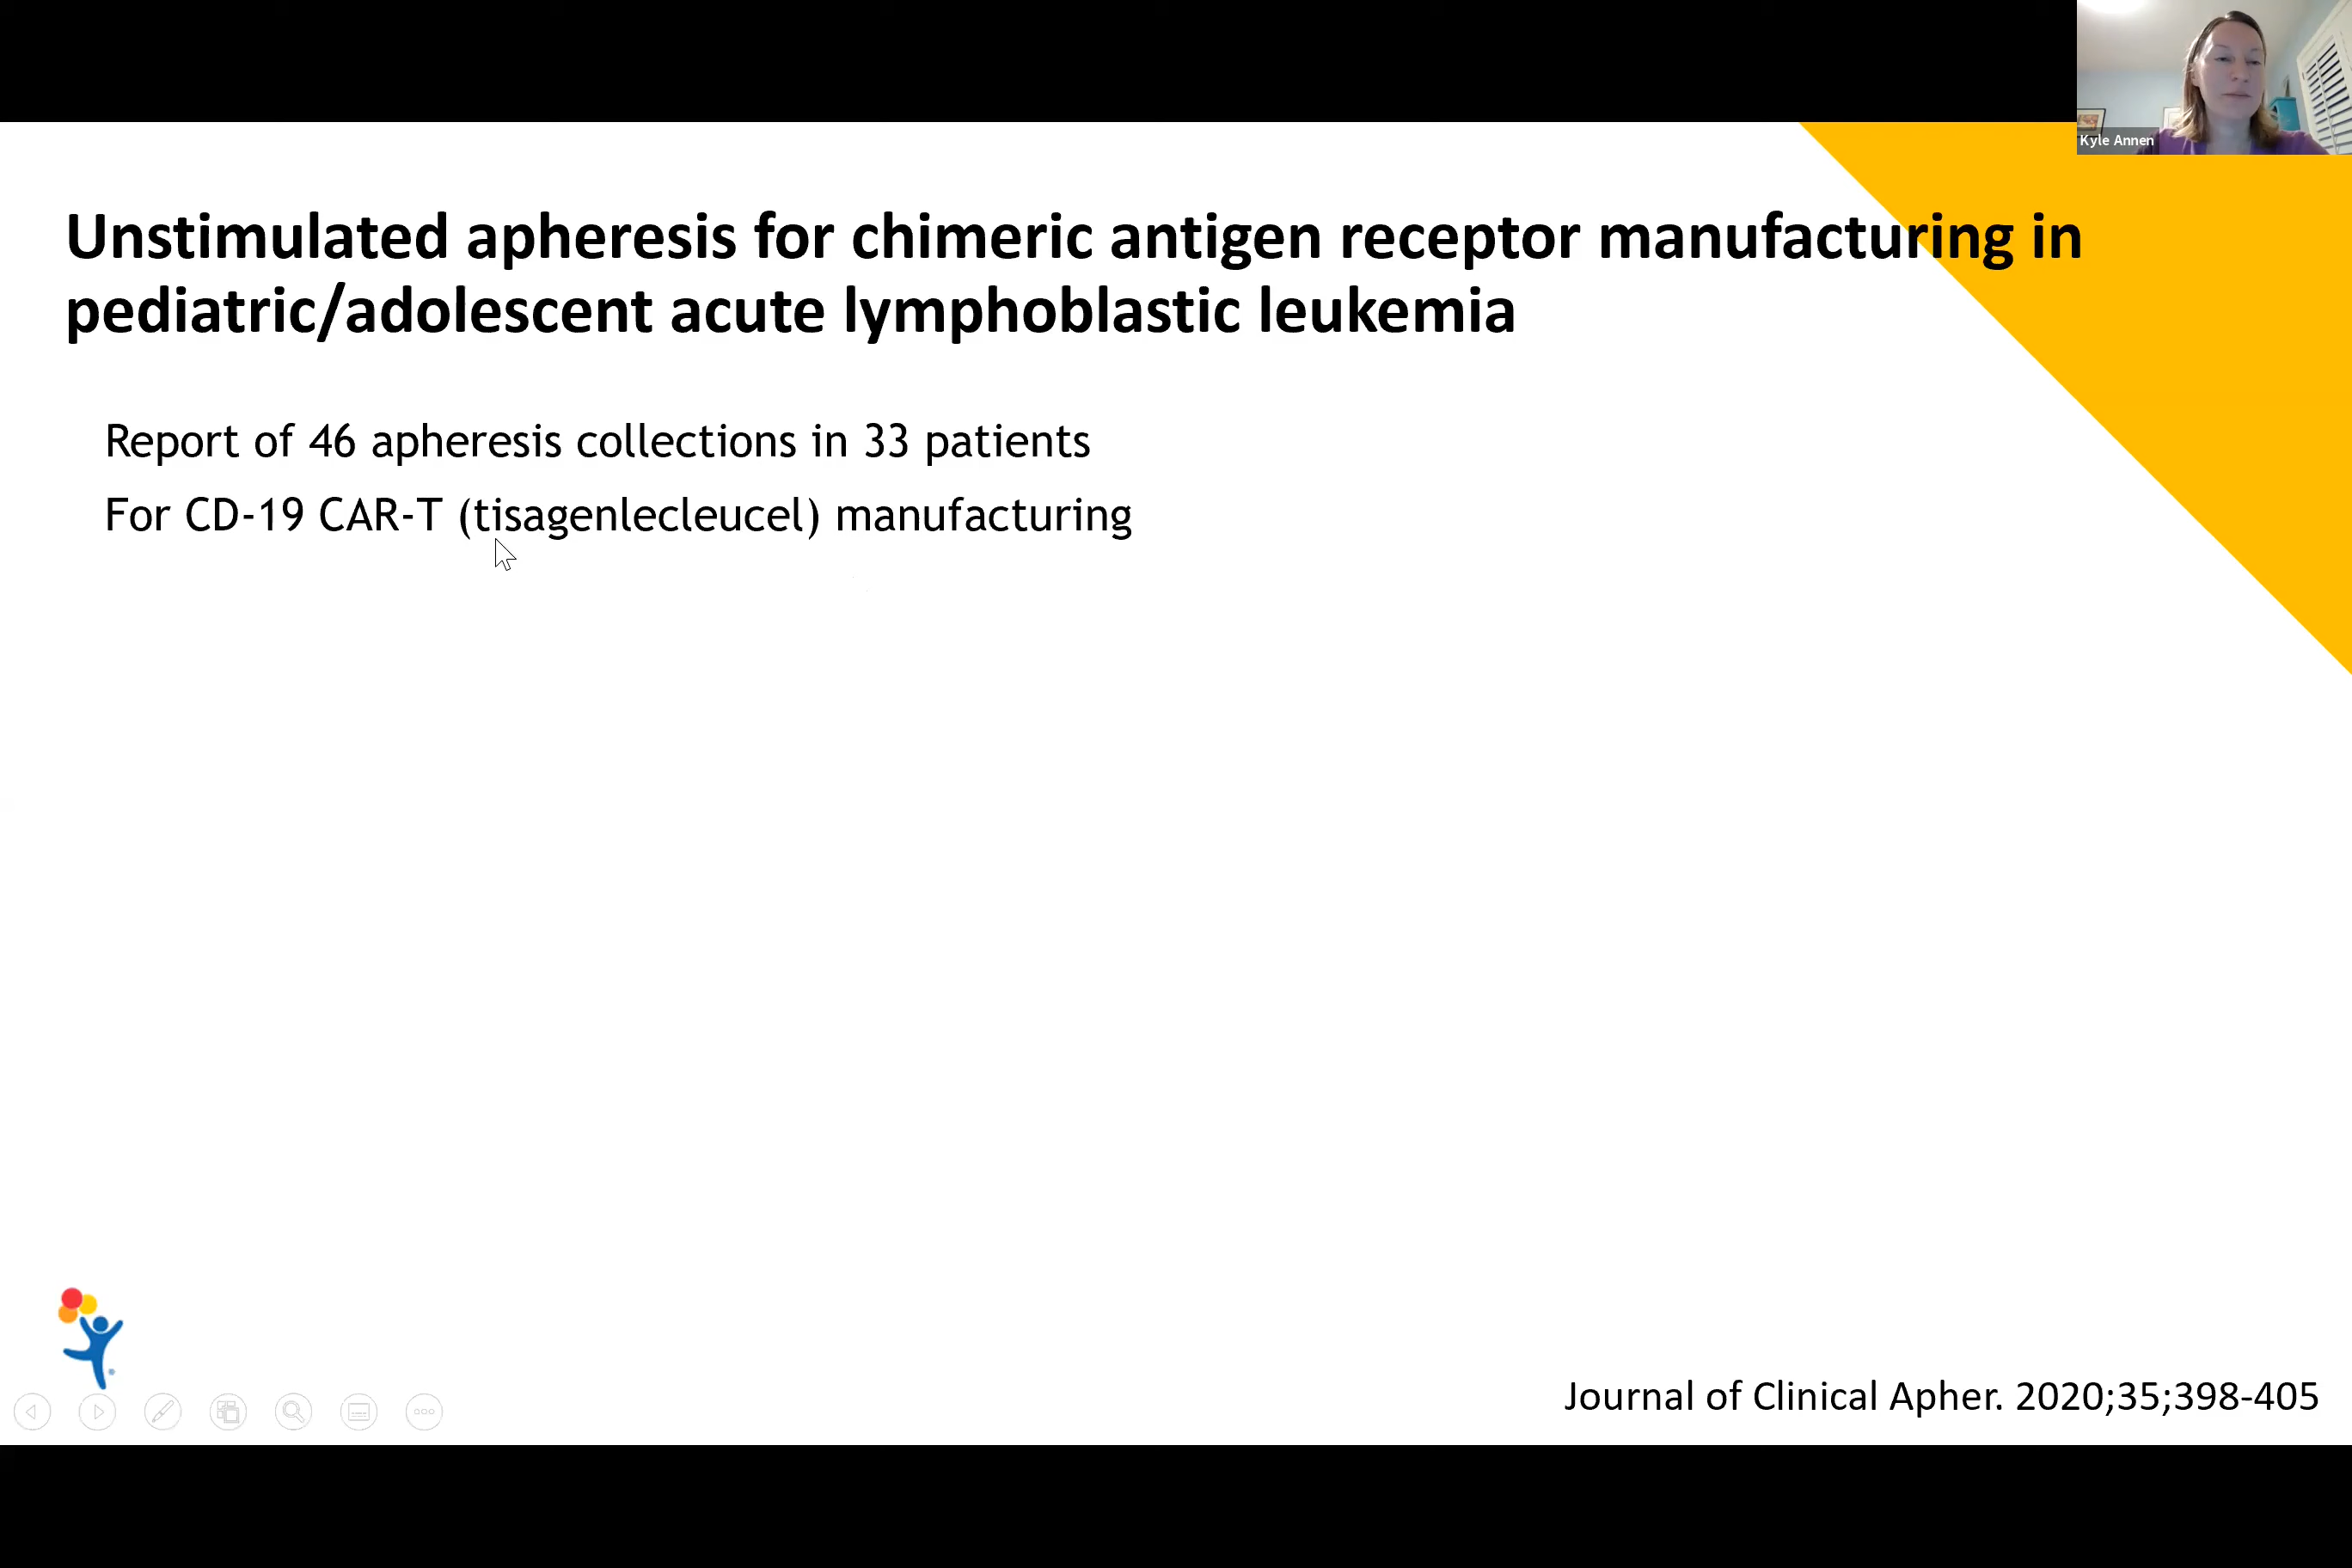 Kyle Annen
Unstimulated apheresis for chimeric antigen receptor manufacturing in
pediatric/adolescent acute lymphoblastic leukemia
Report of 46 apheresis collections in 33 patients
For CD-19 CAR-T (tisagenlecleucel) manufacturing
Journal of Clinical Apher. 2020;35;398-405